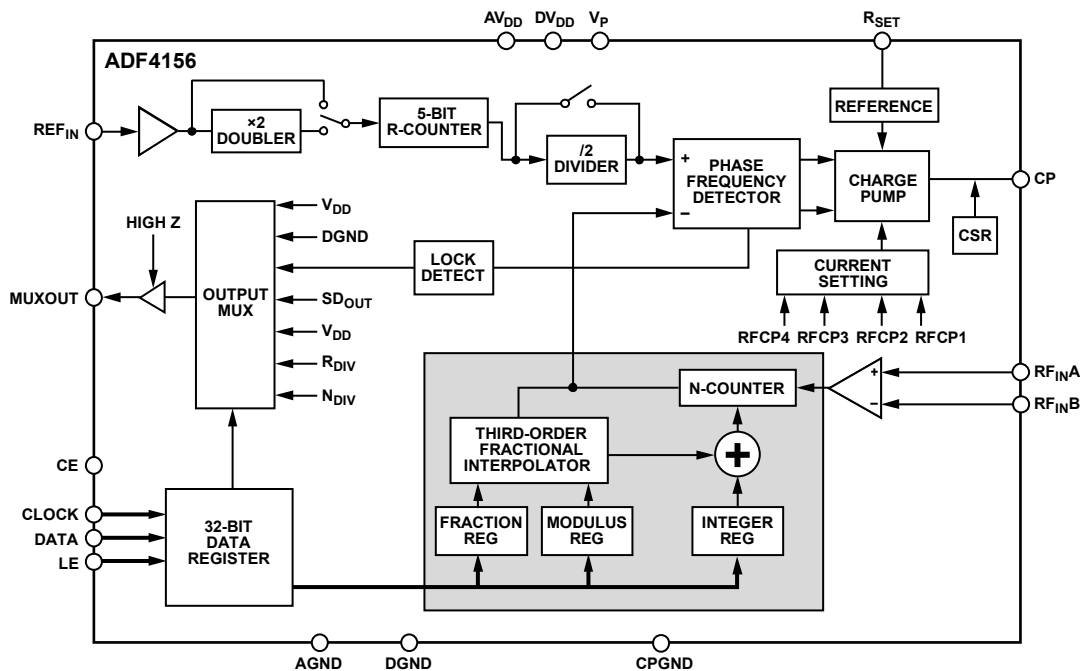 AVDD
DVDD
VP
RSET
ADF4156
REFIN
×2
DOUBLER
5-BIT
R-COUNTER
/2
DIVIDER
+
−
PHASE
FREQUENCY
DETECTOR
REFERENCE
CHARGE
PUMP
CP
CSR
HIGH Z
MUXOUT
OUTPUT
MUX
VDD
DGND
LOCK
DETECT
SDOUT
VDD
RDIV
NDIV
CURRENT
SETTING
RFCP4
RFCP3
RFCP2
RFCP1
N-COUNTER
+
−
RFINA
RFINB
THIRD-ORDER
FRACTIONAL
INTERPOLATOR
+
CE
CLOCK
DATA
LE
32-BIT
DATA
REGISTER
FRACTION
REG
MODULUS
REG
INTEGER
REG
AGND
DGND
CPGND